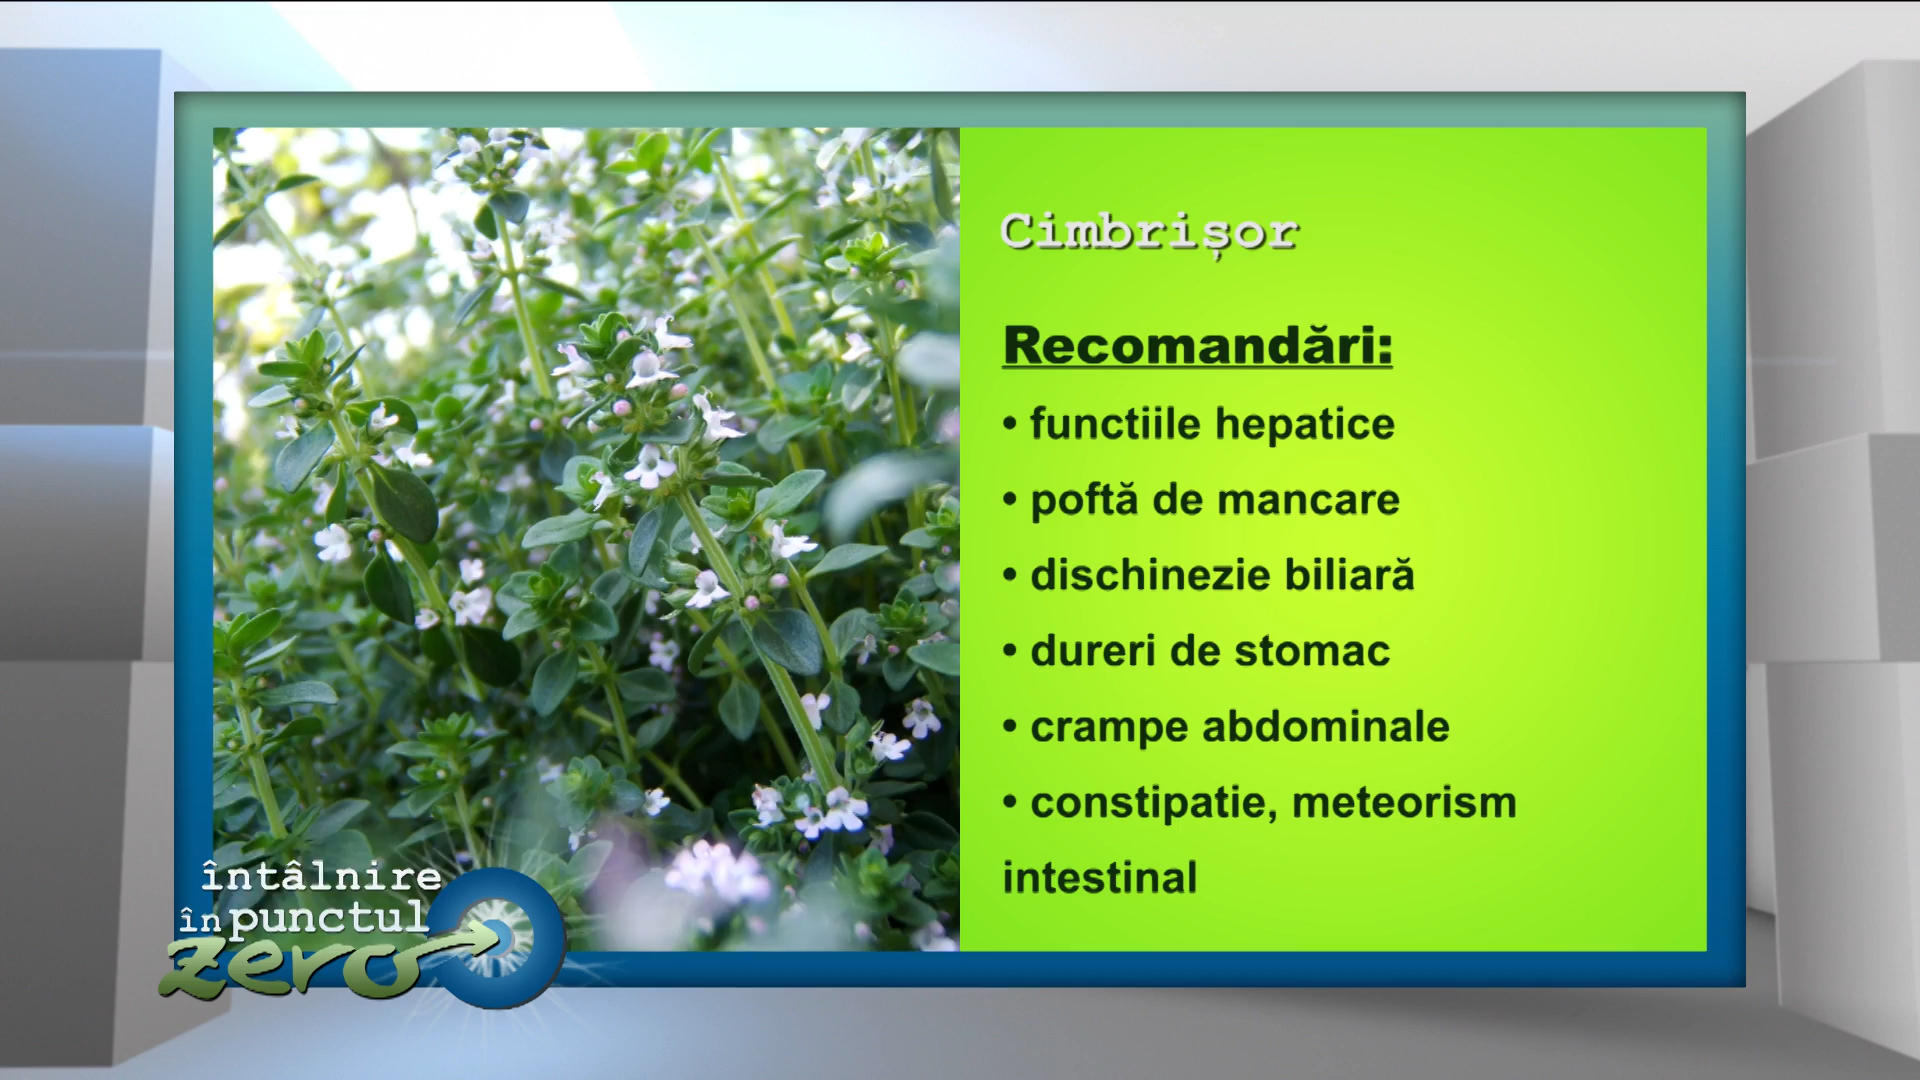 Cimbrișor
Recomandări:
• functiile hepatice
• poftă de mancare
• dischinezie biliară
• dureri de stomac
• crampe abdominale
• constipatie, meteorism
intestinal
întâlnire
în punctul
zero